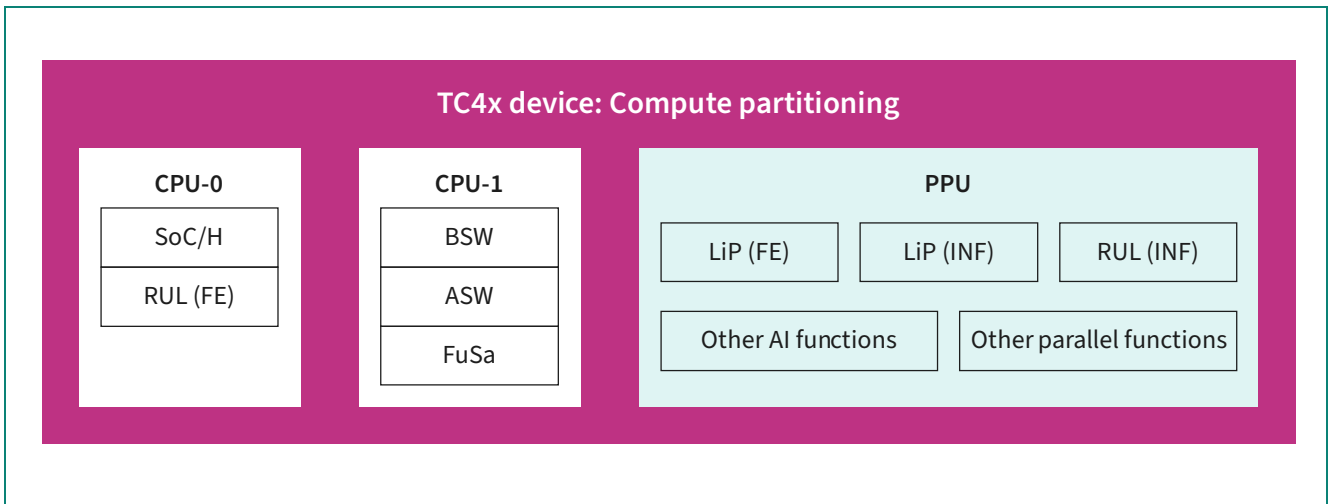 TC4x device: Compute partitioning
CPU-0
SoC/H
RUL (FE)
CPU-1
BSW
ASW
FuSa
PPU
LiP (FE)
LiP (INF)
RUL (INF)
Other AI functions
Other parallel functions